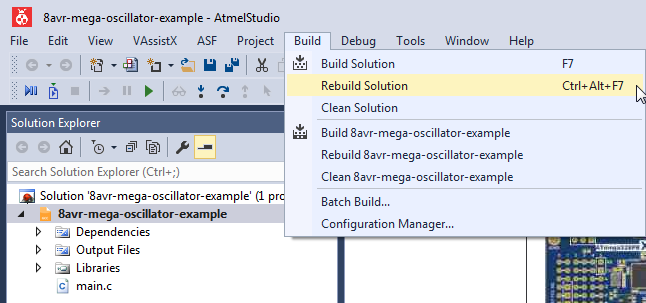 8avr-mega-oscillator-example - AtmelStudio
File Edit View VAssistX ASF Project Build Debug Tools Window Help
Build Solution F7
Rebuild Solution Ctrl+Alt+F7
Clean Solution
Build 8avr-mega-oscillator-example
Rebuild 8avr-mega-oscillator-example
Clean 8avr-mega-oscillator-example
Batch Build...
Configuration Manager...
Solution Explorer
Search Solution Explorer (Ctrl+;)
Solution '8avr-mega-oscillator-example' (1 pro
8avr-mega-oscillator-example
Dependencies
Output Files
Libraries
main.c